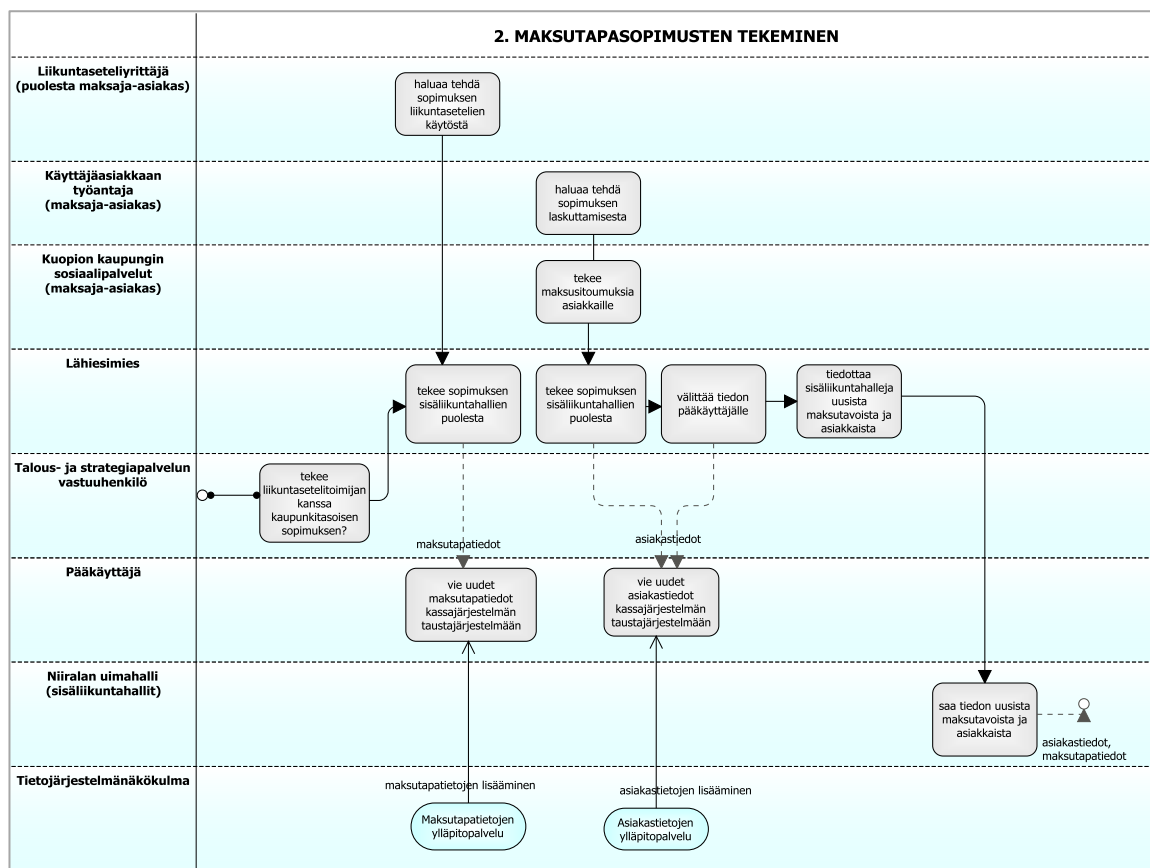 2. MAKSUTAPASOPIMUSTEN TEKEMINEN
Liikuntaseteliyrittäjä
(puolesta maksaja-asiakas)
haluaa tehdä
sopimuksen
liikuntasetelien
käytöstä
Käyttäjäasiakkaan
työantaja
(maksaja-asiakas)
haluaa tehdä
sopimuksen
laskuttamisesta
Kuopion kaupungin
sosiaalipalvelut
(maksaja-asiakas)
tekee
maksusitoumuksia
asiakkaille
Lähiesimies
tekee sopimuksen
sisäliikuntahallien
puolesta
tekee sopimuksen
sisäliikuntahallien
puolesta
välittää tiedon
pääkäyttäjälle
tiedottaa
sisäliikuntahalleja
uusista
maksutavoista ja
asiakkaista
Talous- ja strategiapalvelun
vastuuhenkilö
tekee
liikuntasetelitoimijan
kanssa
kaupunkitasoisen
sopimuksen?
maksutapatiedot
asiakastiedot
Pääkäyttäjä
vie uudet
maksutapatiedot
kassajärjestelmän
taustajärjestelmään
vie uudet
asiakastiedot
kassajärjestelmän
taustajärjestelmään
Niiralan uimahalli
(sisäliikuntahallit)
saa tiedon uusista
maksutavoista ja
asiakkaista
asiakastiedot,
maksutapatiedot
Tietojärjestelmänäkökulma
maksutapatietojen lisääminen
asiakastietojen lisääminen
Maksutapatietojen
ylläpitopalvelu
Asiakastietojen
ylläpitopalvelu